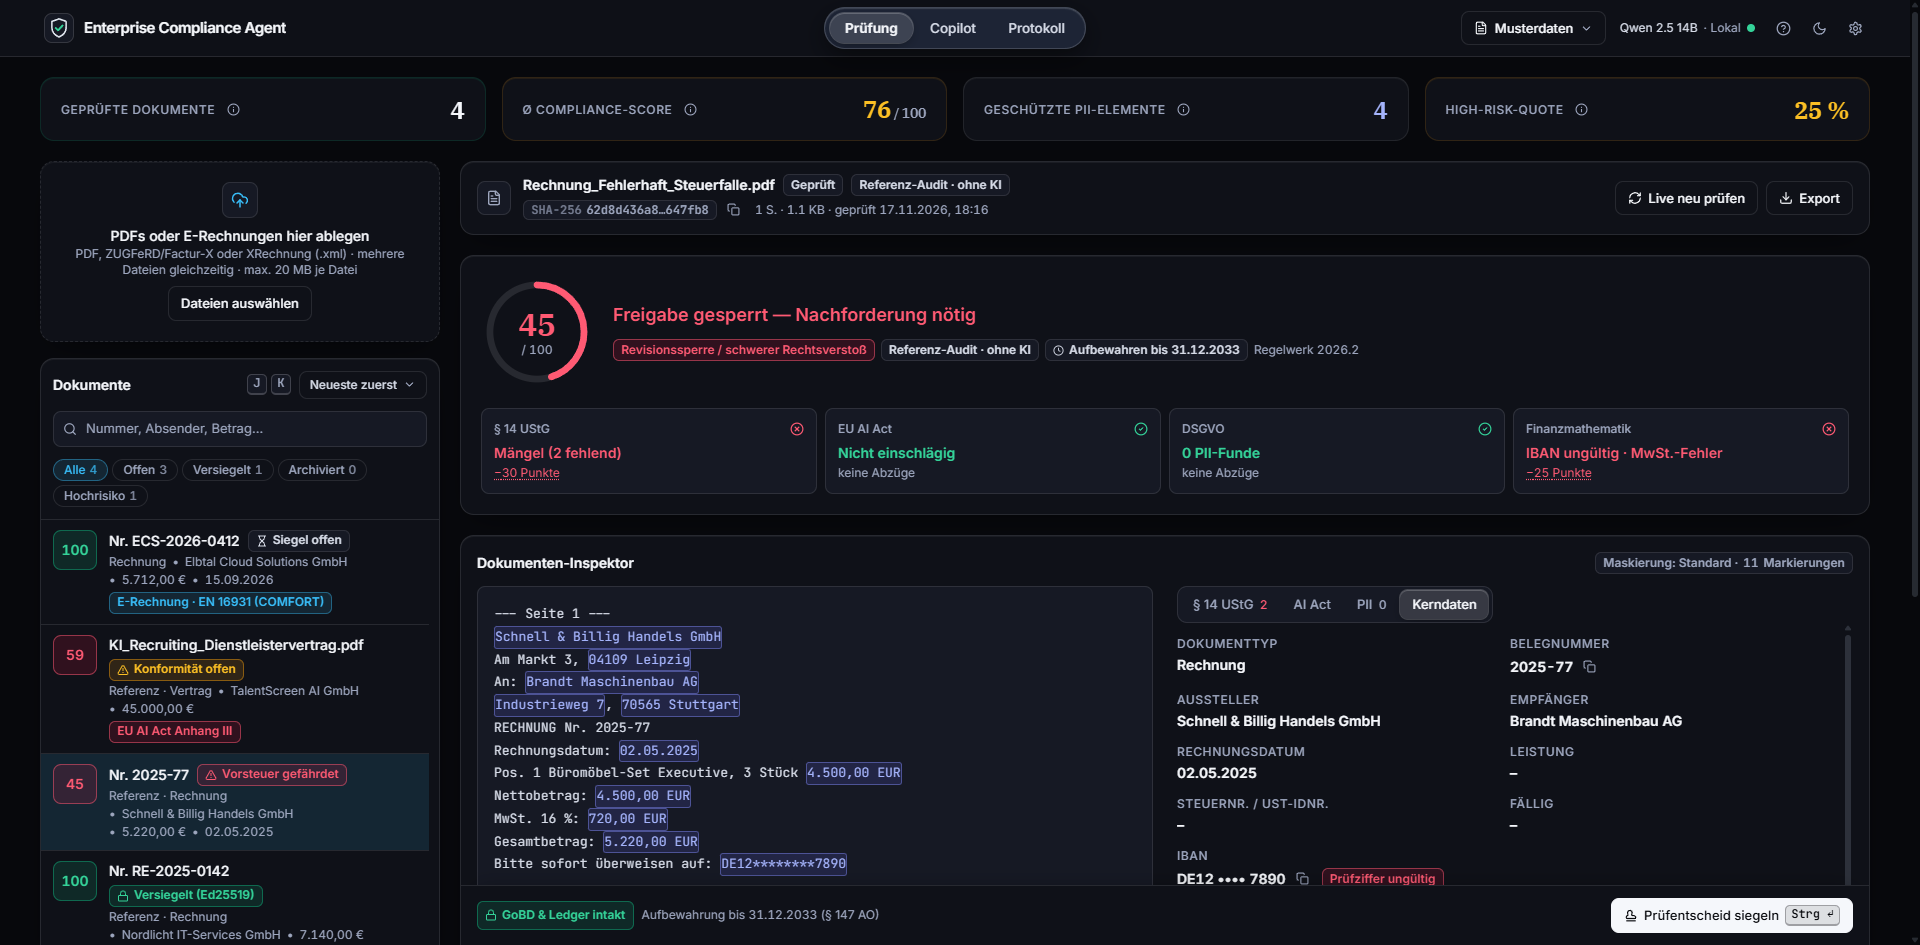 Enterprise Compliance Agent
Prüfung Copilot Protokoll
Musterdaten
Qwen 2.5 14B · Lokal
GEPRÜFTE DOKUMENTE 4
Ø COMPLIANCE-SCORE 76 / 100
GESCHÜTZTE PII-ELEMENTE 4
HIGH-RISK-QUOTE 25 %
PDFs oder E-Rechnungen hier ablegen
PDF, ZUGFeRD/Factur-X oder XRechnung (.xml) · mehrere
Dateien gleichzeitig · max. 20 MB je Datei
Dateien auswählen
Dokumente J K Neueste zuerst
Nummer, Absender, Betrag...
Alle 4 Offen 3 Versiegelt 1 Archiviert 0
Hochrisiko 1
100 Nr. ECS-2026-0412 Siegel offen
Rechnung • Elbtal Cloud Solutions GmbH
• 5.712,00 € • 15.09.2026
E-Rechnung · EN 16931 (COMFORT)
59 KI_Recruiting_Dienstleistervertrag.pdf
Konformität offen
Referenz · Vertrag • TalentScreen AI GmbH
• 45.000,00 €
EU AI Act Anhang III
45 Nr. 2025-77 Vorsteuer gefährdet
Referenz · Rechnung
• Schnell & Billig Handels GmbH
• 5.220,00 € • 02.05.2025
100 Nr. RE-2025-0142
Versiegelt (Ed25519)
Referenz · Rechnung
• Nordlicht IT-Services GmbH • 7.140,00 €
Rechnung_Fehlerhaft_Steuerfalle.pdf Geprüft Referenz-Audit · ohne KI
SHA-256 62d8d436a8…647fb8 1 S. · 1.1 KB · geprüft 17.11.2026, 18:16
Live neu prüfen Export
45 / 100
Freigabe gesperrt — Nachforderung nötig
Revisionssperre / schwerer Rechtsverstoß Referenz-Audit · ohne KI Aufbewahren bis 31.12.2033 Regelwerk 2026.2
§ 14 UStG
Mängel (2 fehlend)
−30 Punkte
EU AI Act
Nicht einschlägig
keine Abzüge
DSGVO
0 PII-Funde
keine Abzüge
Finanzmathematik
IBAN ungültig · MwSt.-Fehler
−25 Punkte
Dokumenten-Inspektor
Maskierung: Standard · 11 Markierungen
--- Seite 1 ---
Schnell & Billig Handels GmbH
Am Markt 3, 04109 Leipzig
An: Brandt Maschinenbau AG
Industrieweg 7, 70565 Stuttgart
RECHNUNG Nr. 2025-77
Rechnungsdatum: 02.05.2025
Pos. 1 Büromöbel-Set Executive, 3 Stück 4.500,00 EUR
Nettobetrag: 4.500,00 EUR
MwSt. 16 %: 720,00 EUR
Gesamtbetrag: 5.220,00 EUR
Bitte sofort überweisen auf: DE12********7890
§ 14 UStG 2 AI Act PII 0 Kerndaten
DOKUMENTTYP
Rechnung
BELEGNUMMER
2025-77
AUSSTELLER
Schnell & Billig Handels GmbH
EMPFÄNGER
Brandt Maschinenbau AG
RECHNUNGSDATUM
02.05.2025
LEISTUNG
–
STEUERNR. / UST-IDNR.
–
FÄLLIG
–
IBAN
DE12 •••• 7890 Prüfziffer ungültig
GoBD & Ledger intakt Aufbewahrung bis 31.12.2033 (§ 147 AO)
Prüfentscheid siegeln Strg ↵